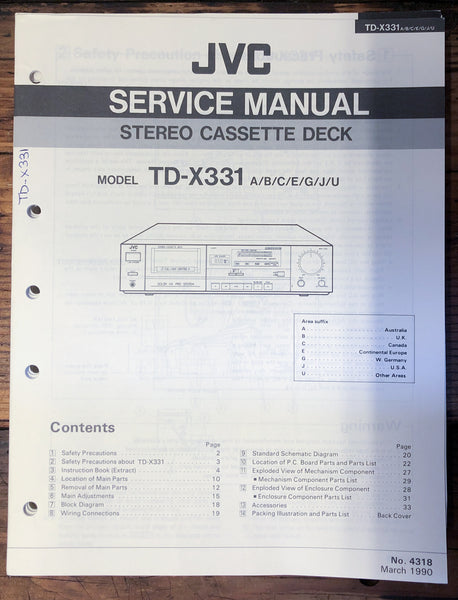 TD-X331 A/B/C/E/G/J/U
JVC
SERVICE MANUAL
STEREO CASSETTE DECK
TD-X331
MODEL TD-X331 A/B/C/E/G/J/U
JVC
Area suffix
A . . . . . . . . . . Australia
B . . . . . . . . . . U.K.
C . . . . . . . . . . Canada
E . . . . . . . . . . Continental Europe
G . . . . . . . . . . W. Germany
J . . . . . . . . . . U.S.A.
U . . . . . . . . . . Other Areas
Contents
Page
1 Safety Precautions 2
2 Safety Precautions about TD-X331 3
3 Instruction Book (Extract) 4
4 Location of Main Parts 10
5 Removal of Main Parts 12
6 Main Adjustments 15
7 Block Diagram 18
8 Wiring Connections 19
Page
9 Standard Schematic Diagram 20
10 Location of P.C. Board Parts and Parts List 22
11 Exploded View of Mechanism Component 27
■ Mechanism Component Parts List 29
12 Enploded View of Enclosure Component 28
■ Enclosure Component Parts List 31
13 Accessories 33
14 Packing Illustration and Parts List Back Cover
No. 4318
March 1990